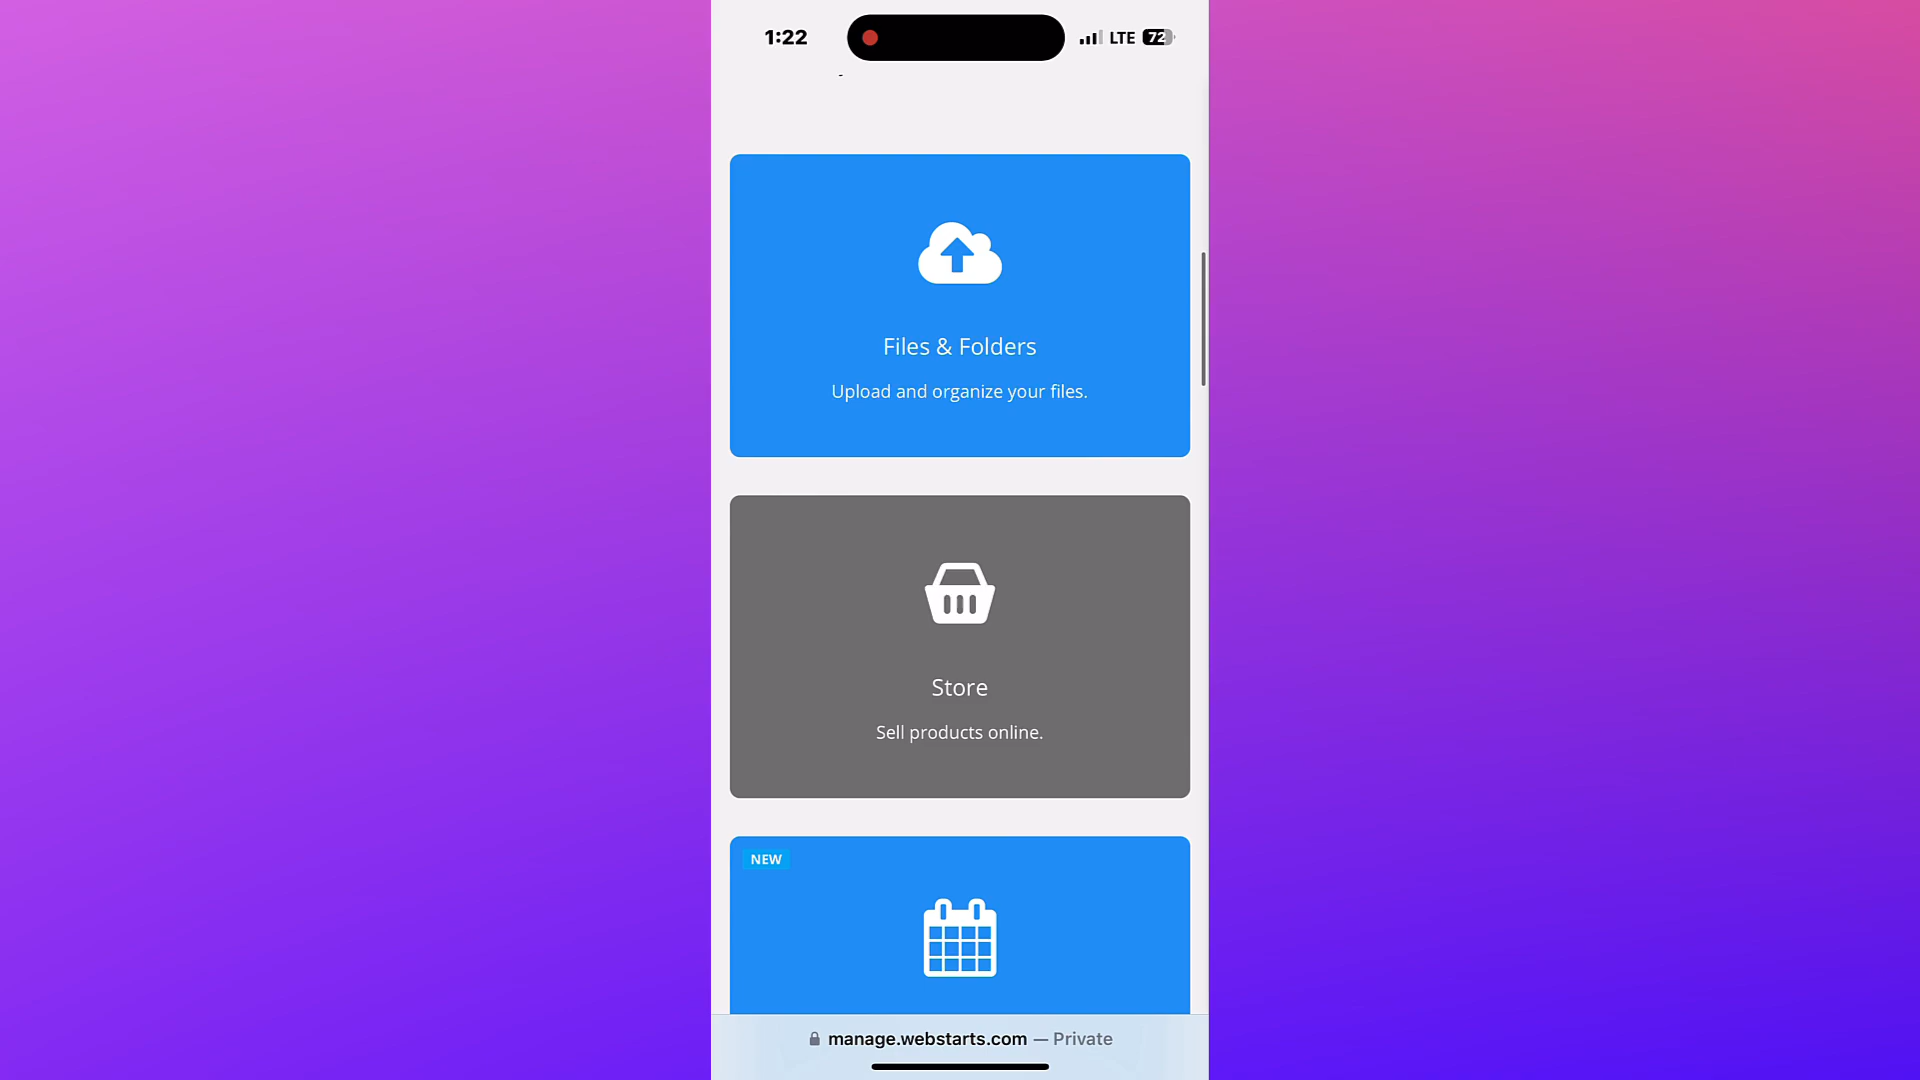 1:22
LTE 72
Files & Folders
Upload and organize your files.
Store
Sell products online.
NEW
manage.webstarts.com — Private